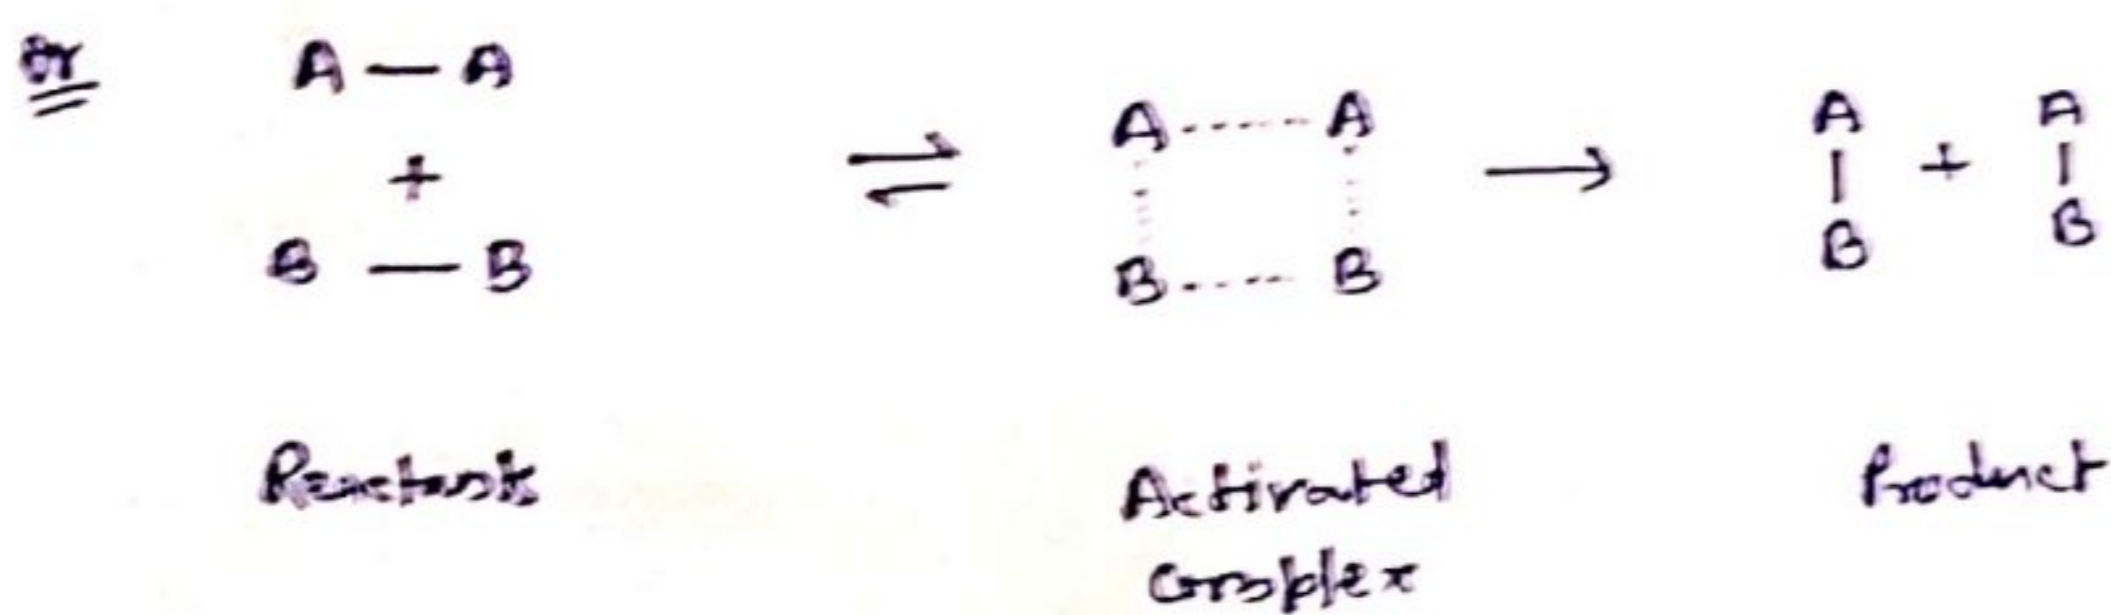 or
A — A
+
B — B
⇌
A ----- A
B ----- B
→
A + A
| |
B B
Reactants
Activated
Complex
Product